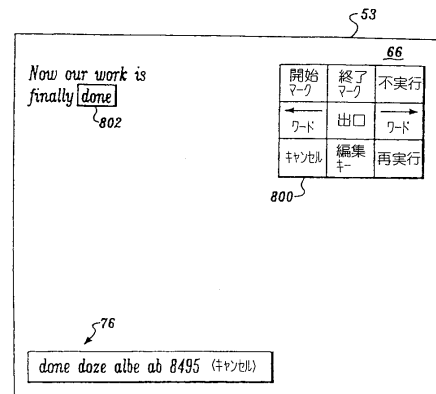 53
66
Now our work is
finally done
802
開始マーク 終了マーク 不実行
←ワード 出口 →ワード
キャンセル 編集キー 再実行
800
76
done doze albe ab 8495 (キャンセル)